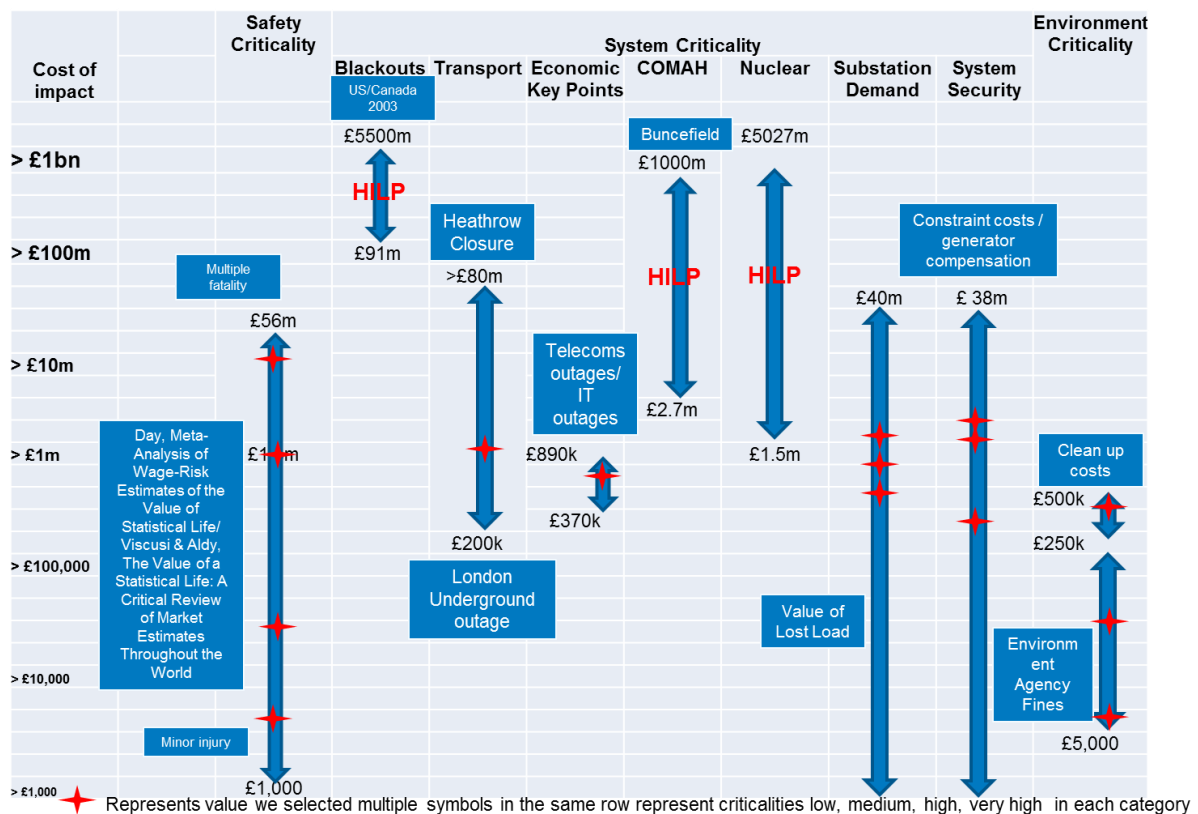 Safety
Criticality
Environment
Criticality
System Criticality
Cost of
impact
Blackouts
Transport
Economic
Key Points
COMAH
Nuclear
Substation
Demand
System
Security
US/Canada
2003
£5500m
HILP
£91m
Heathrow
Closure
>£80m
£200k
London
Underground
outage
Telecoms
outages/
IT
outages
£890k
£370k
Buncefield
£1000m
HILP
£2.7m
£5027m
HILP
£1.5m
Constraint costs /
generator
compensation
£40m
£ 38m
Value of
Lost Load
Clean up
costs
£500k
£250k
Environm
ent
Agency
Fines
£5,000
Multiple
fatality
£56m
Day, Meta-
Analysis of
Wage-Risk
Estimates of the
Value of
Statistical Life/
Viscusi & Aldy,
The Value of a
Statistical Life: A
Critical Review
of Market
Estimates
Throughout the
World
Minor injury
£1,000
> £1bn
> £100m
> £10m
> £1m
> £100,000
> £10,000
> £1,000
Represents value we selected multiple symbols in the same row represent criticalities low, medium, high, very high in each category